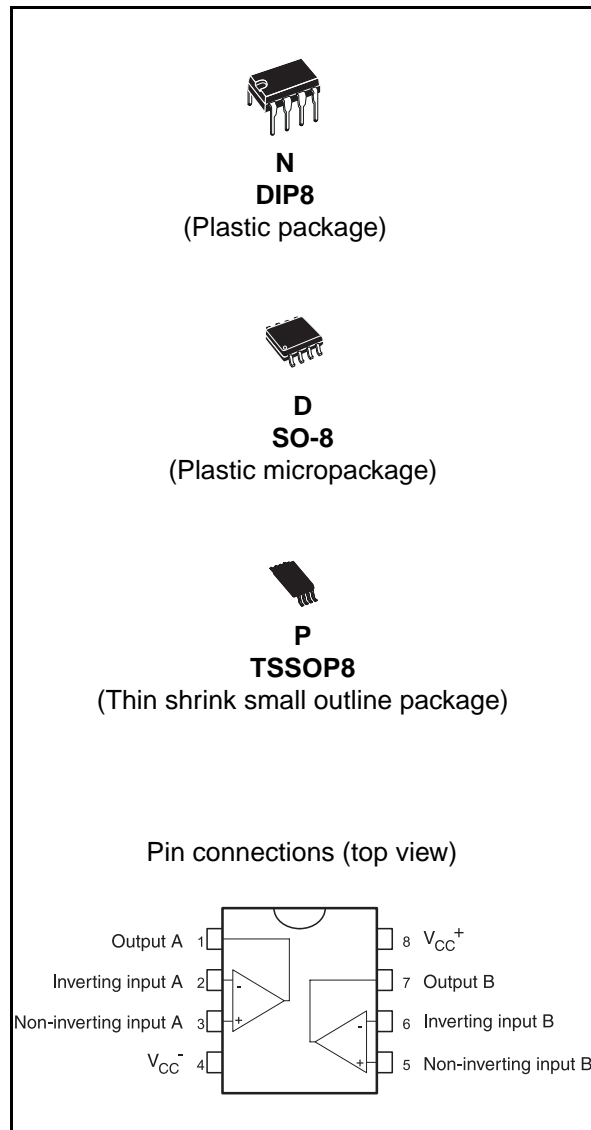 N
DIP8
(Plastic package)
D
SO-8
(Plastic micropackage)
P
TSSOP8
(Thin shrink small outline package)
Pin connections (top view)
Output A 1
Inverting input A 2
Non-inverting input A 3
VCC- 4
8 VCC+
7 Output B
6 Inverting input B
5 Non-inverting input B
-
+
-
+